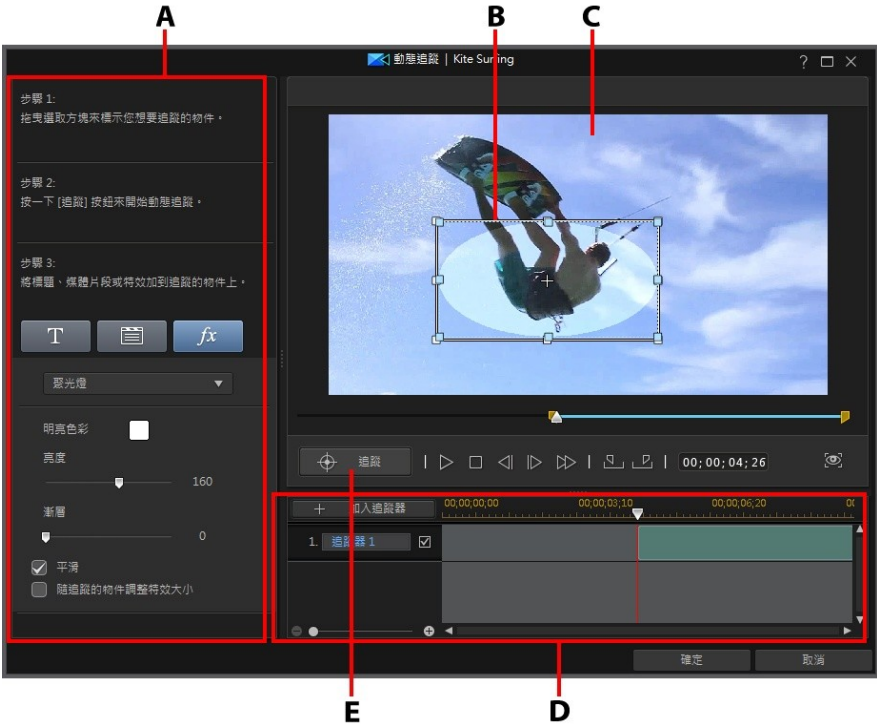 A
B
C
動態追蹤 | Kite Surfing
步驟 1:
拖曳選取方塊來標示您想要追蹤的物件。
步驟 2:
按一下 [追蹤] 按鈕來開始動態追蹤。
步驟 3:
將標題、媒體片段或特效加到追蹤的物件上。
T
fx
聚光燈
明亮色彩
亮度
160
漸層
0
平滑
隨追蹤的物件調整特效大小
追蹤
00;00;04;26
加入追蹤器
00;00;00;00
00;00;03;10
00;00;06;20
00
1. 追蹤器 1
確定
取消
E
D